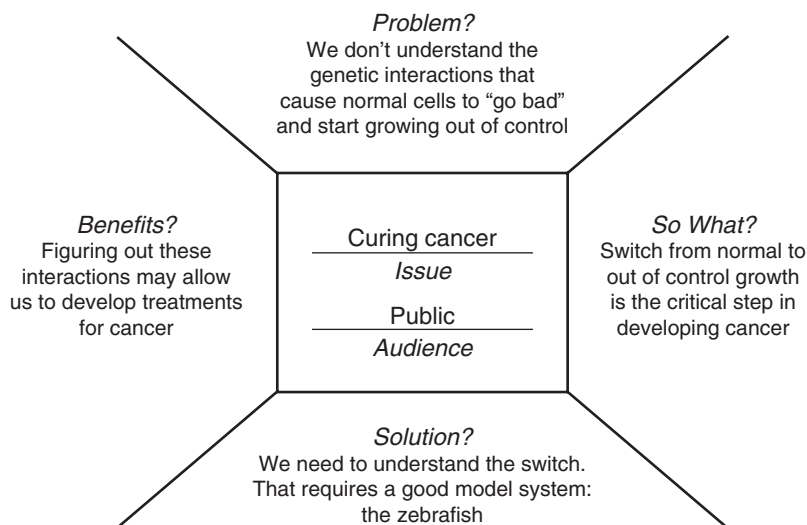 Problem?
We don’t understand the
genetic interactions that
cause normal cells to “go bad”
and start growing out of control
Benefits?
Figuring out these
interactions may allow
us to develop treatments
for cancer
Curing cancer
Issue
Public
Audience
So What?
Switch from normal to
out of control growth
is the critical step in
developing cancer
Solution?
We need to understand the switch.
That requires a good model system:
the zebrafish